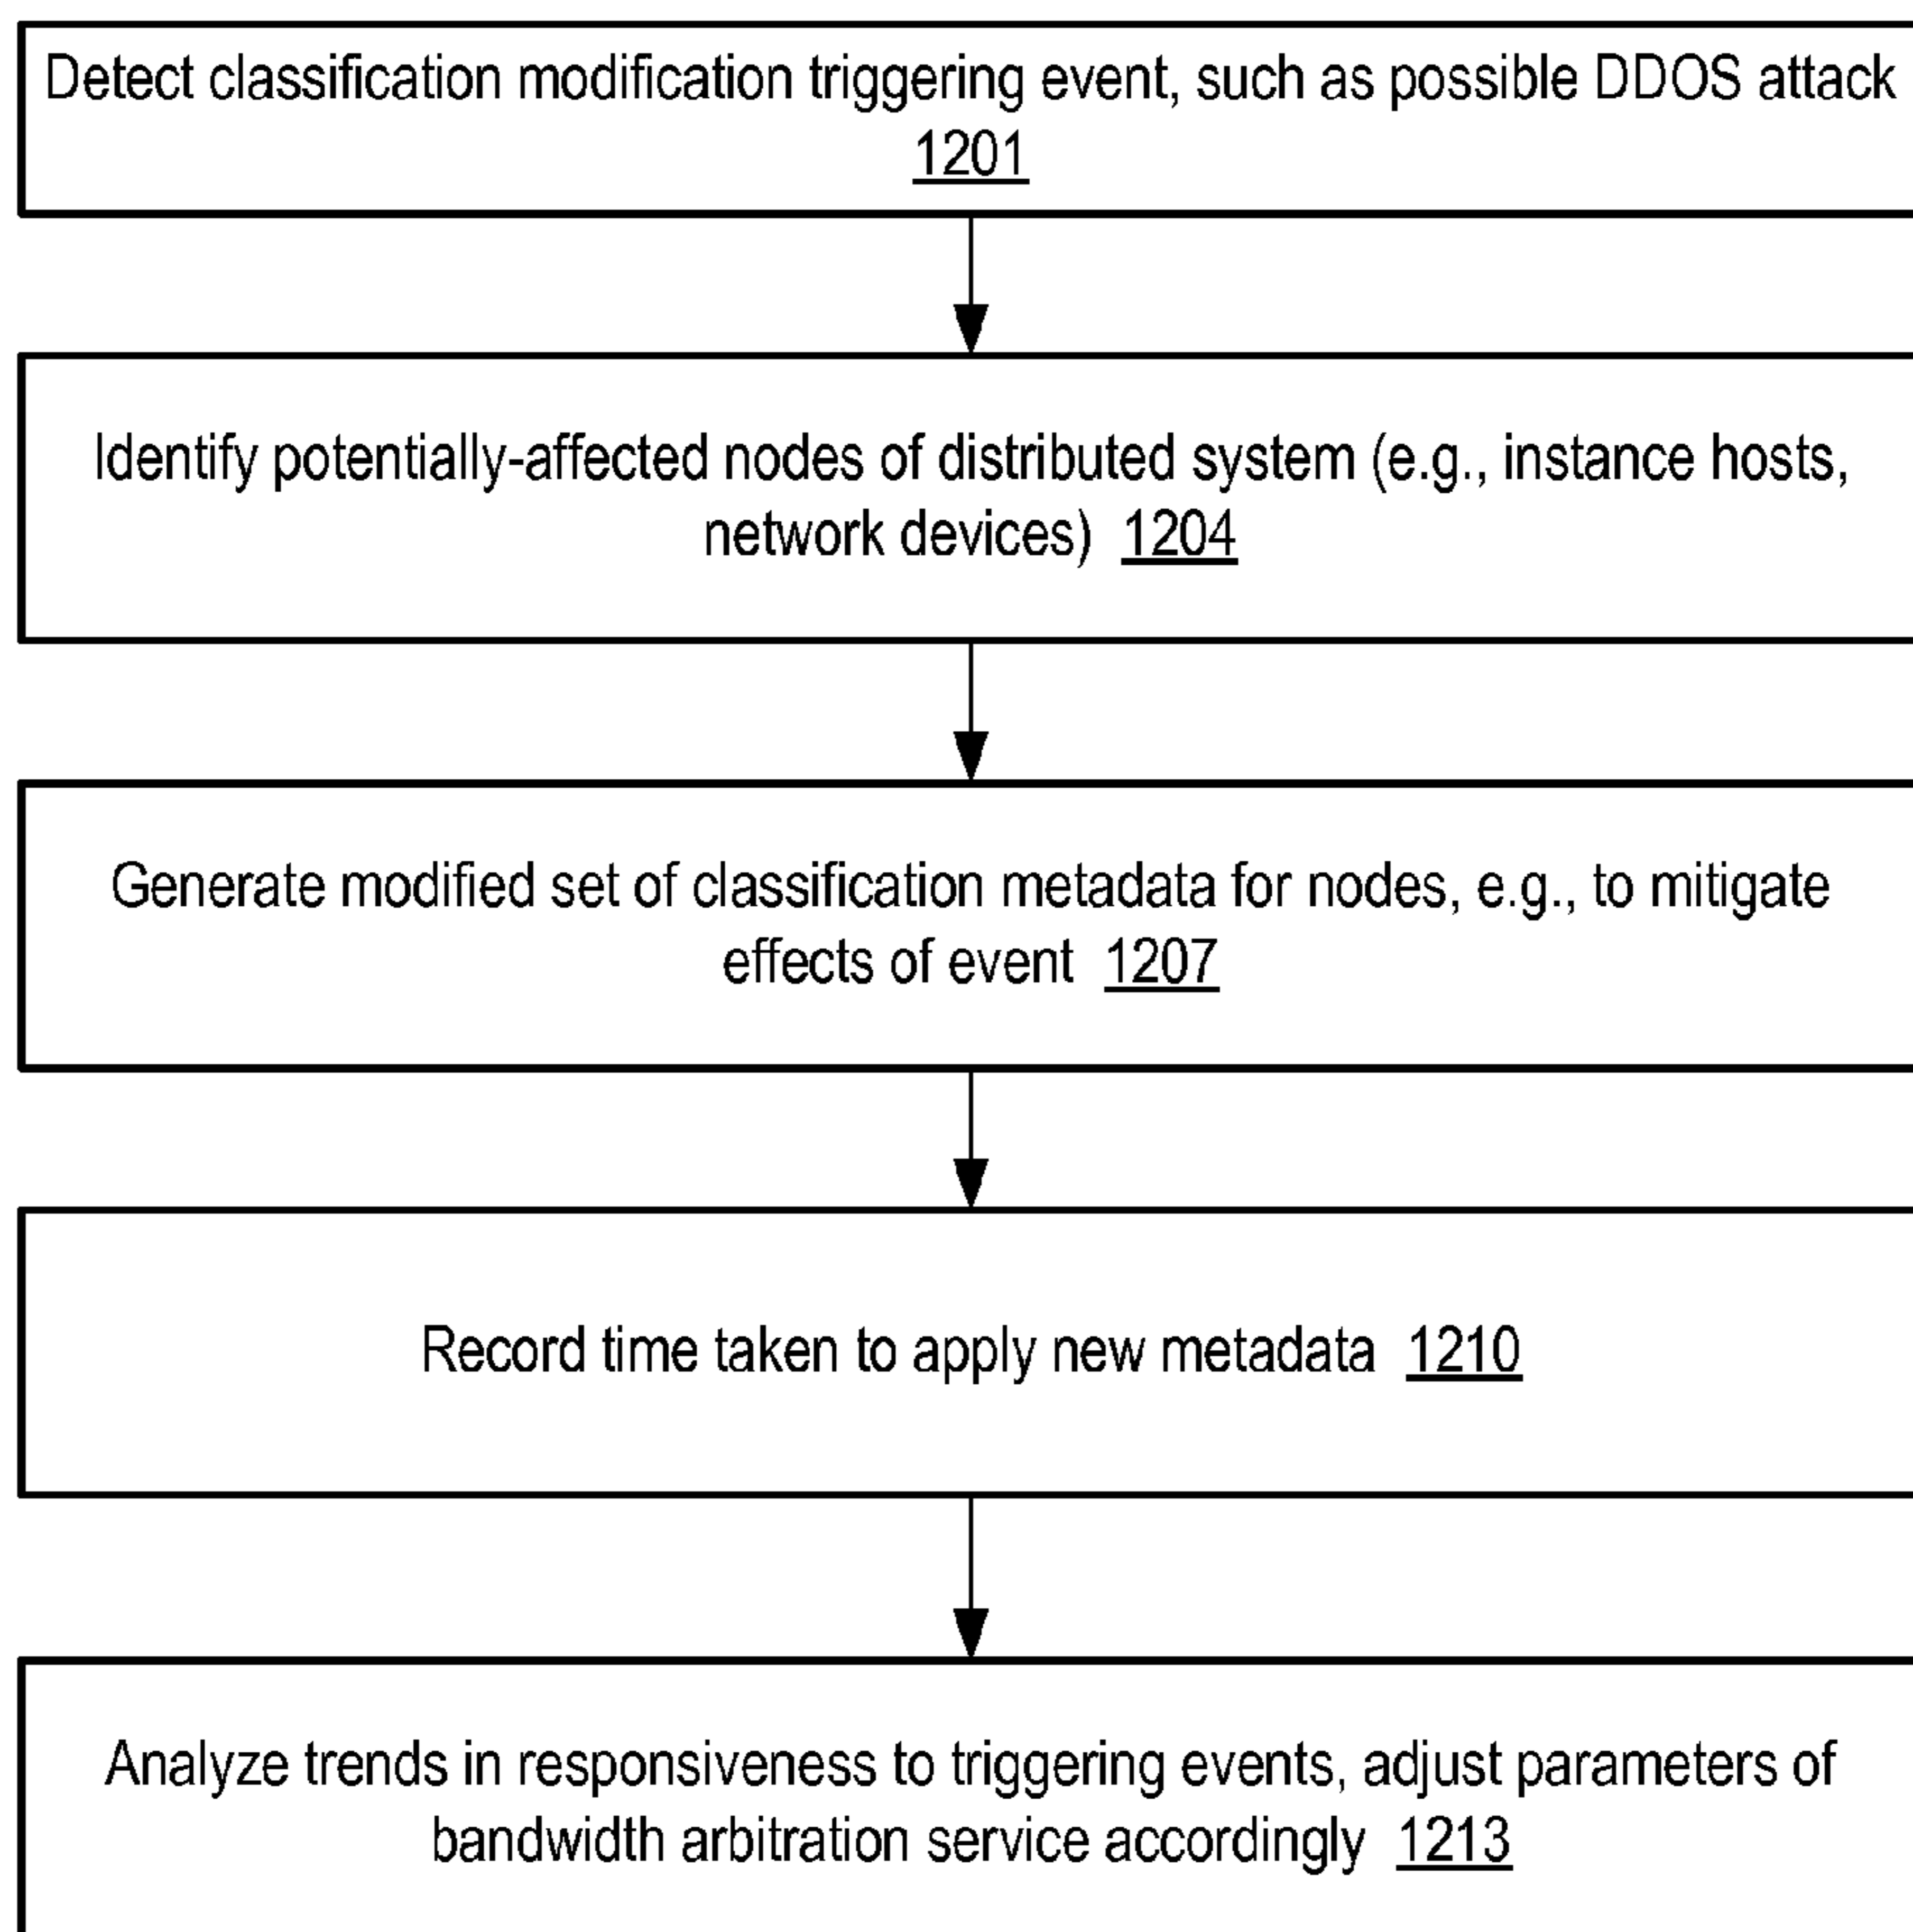 Detect classification modification triggering event, such as possible DDOS attack
1201
Identify potentially-affected nodes of distributed system (e.g., instance hosts,
network devices) 1204
Generate modified set of classification metadata for nodes, e.g., to mitigate
effects of event 1207
Record time taken to apply new metadata 1210
Analyze trends in responsiveness to triggering events, adjust parameters of
bandwidth arbitration service accordingly 1213